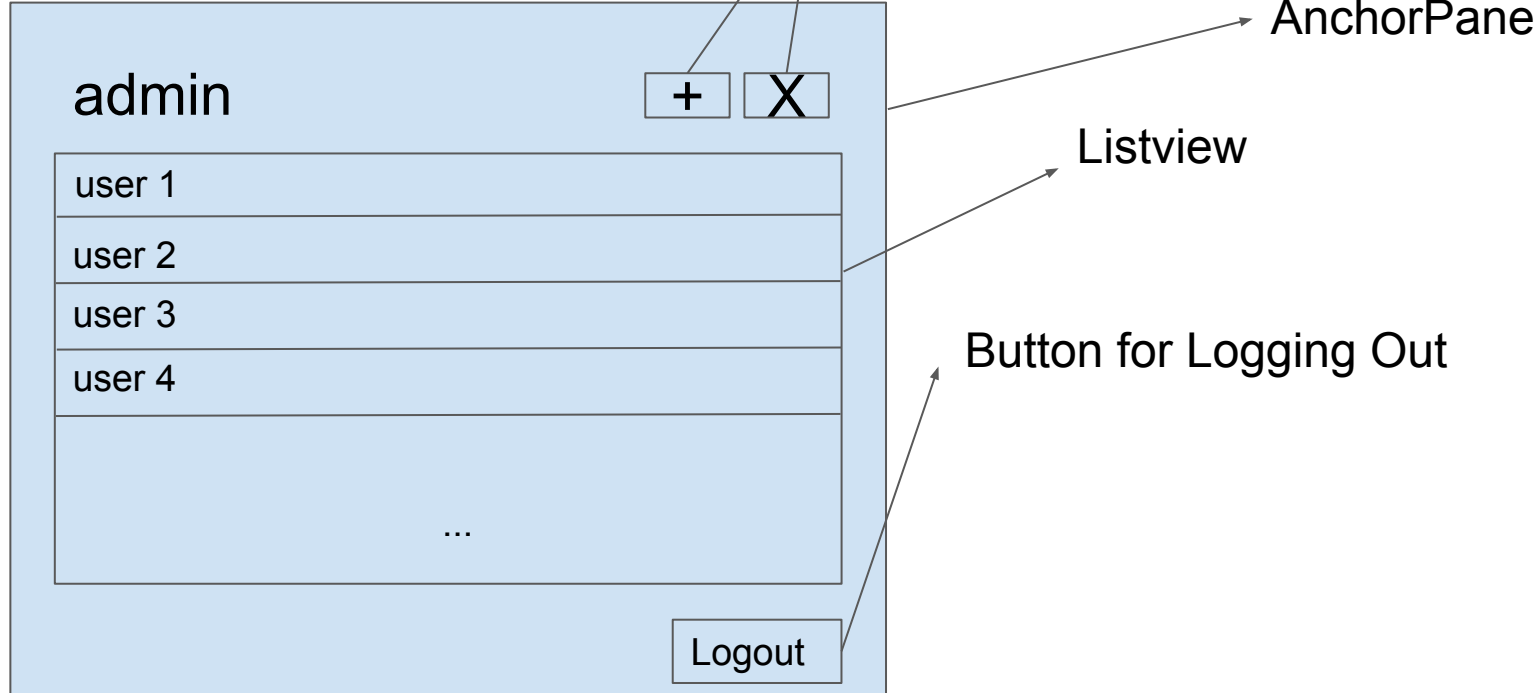 AnchorPane
admin
+
X
Listview
user 1
user 2
user 3
Button for Logging Out
user 4
...
Logout